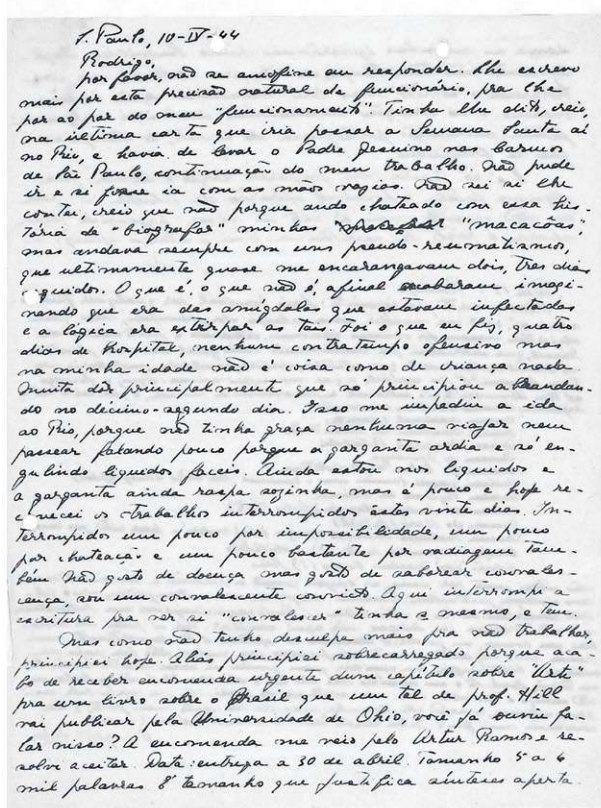 S. Paulo, 10-IV-44
Rodrigo,
por favor, não se amofine em responder. Lhe escrevo
mais por esta precisão natural de funcionário, pra lhe
por ao par do meu "funcionamento". Tinha lhe dito, creio,
na ultima carta que iria passar a Semana Santa aí
no Rio, e havia de levar o Padre Jesuino nos Carmos
de São Paulo, continuação do meu trabalho. Não pude
ir e si fosse ia com as mãos vazias. Não sei si lhe
contei, creio que não porque ando chateado com essa his-
tória de "biografar" minhas "macacôas",
mas andava sempre com uns pseudo-reumatismos,
que ultimamente quase me encarangavam dois, tres dias
seguidos. O que é, o que não é, afinal acabaram imagi-
nando que era das amígdalas que estavam infectadas
e a lógica era extirpar as tais. Foi o que eu fiz, quatro
dias de hospital, nenhum contratempo ofensivo mas
na minha idade não é coisa como de criança nada.
Muita dôr principalmente que só principiou abrandan-
do no décimo-segundo dia. Isso me impediu a ida
ao Rio, porque não tinha graça nenhuma viajar nem
passear falando pouco porque a garganta ardia e só en-
gulindo liquidos faceis. Ainda estou nos liquidos e
a garganta ainda raspa sozinha, mas é pouco e hoje re-
comecei os trabalhos interrompidos êstes vinte dias. In-
terrompidos um pouco por impossibilidade, um pouco
por chateação e um pouco bastante por vadiagem tam-
bém. Não gosto de doença mas gosto de saborear convales-
cença, sou um convalescente convicto. Aqui interrompi a
escritura pra ver si "convalescer" tinha s mesmo, e tem.
Mas como não tenho desculpa mais pra não trabalhar,
principiei hoje. Aliás principiei sobrecarregado porque aca-
bo de receber encomenda urgente dum capítulo sobre "Arte"
pra um livro sobre o Brasil que um tal de prof. Hill
vai publicar pela Universidade de Ohio, você já ouviu fa-
lar nisso? A encomenda me veio pelo Artur Ramos e re-
solvi aceitar. Data: entrega a 30 de abril. Tamanho 5 a 6
mil palavras. É tamanho que justifica sínteses aperta-